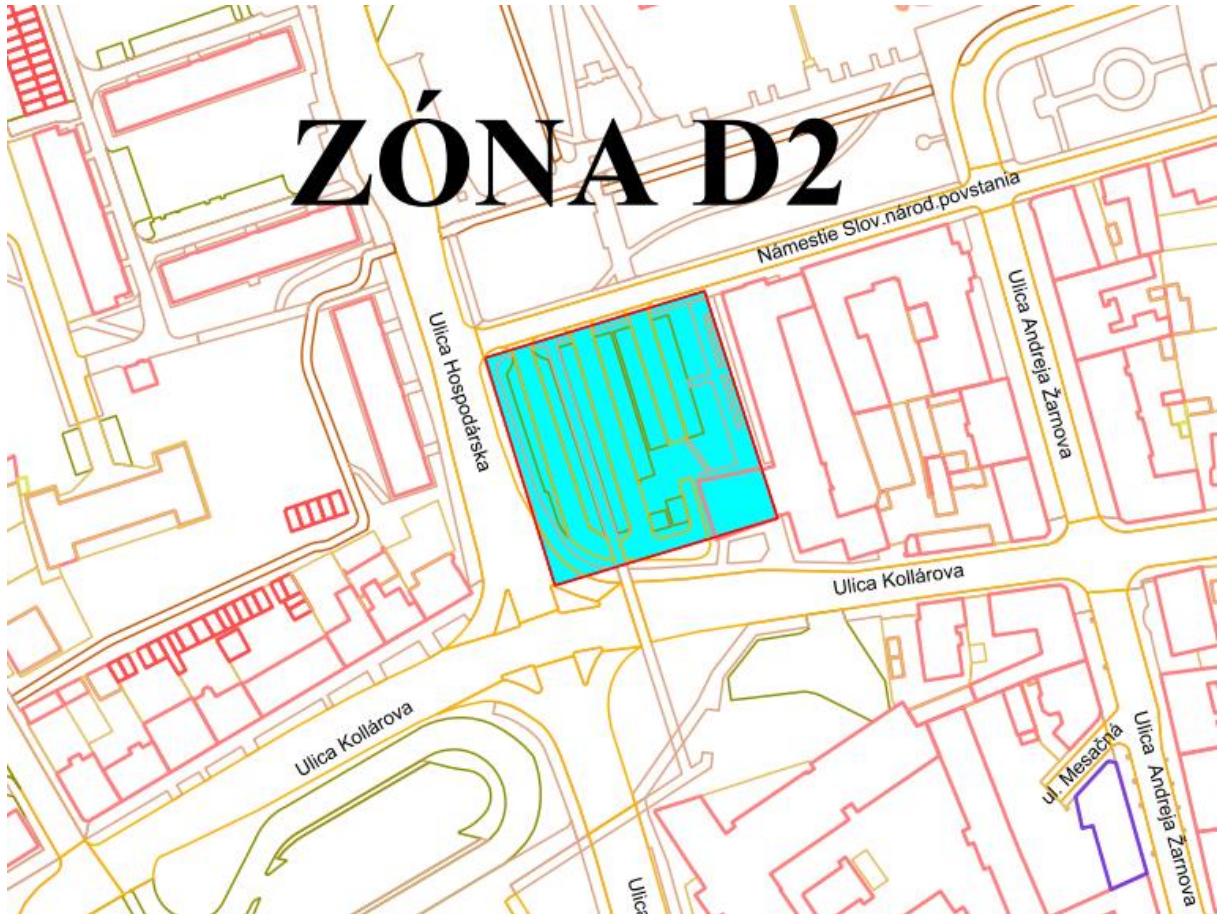 ZÓNA D2
Námestie Slov.národ.povstania
Ulica Hospodárska
Ulica Andreja Žarnova
Ulica Kollárova
Ulica Kollárova
ul. Mesačná
Ulica Andreja Žarnova
Ulica